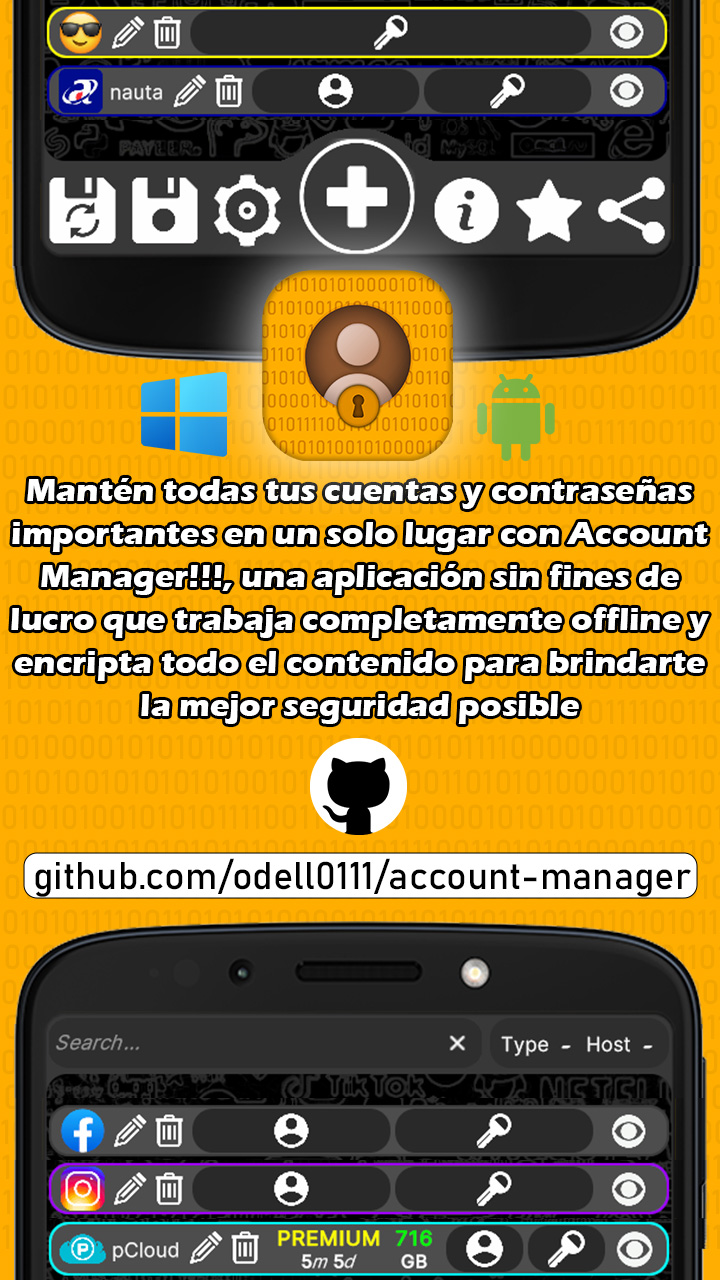 nauta
Mantén todas tus cuentas y contraseñas
importantes en un solo lugar con Account
Manager!!!, una aplicación sin fines de
lucro que trabaja completamente offline y
encripta todo el contenido para brindarte
la mejor seguridad posible
github.com/odell0111/account-manager
Search... Type - Host -
TikTok
pCloud PREMIUM 716
5m 5d GB